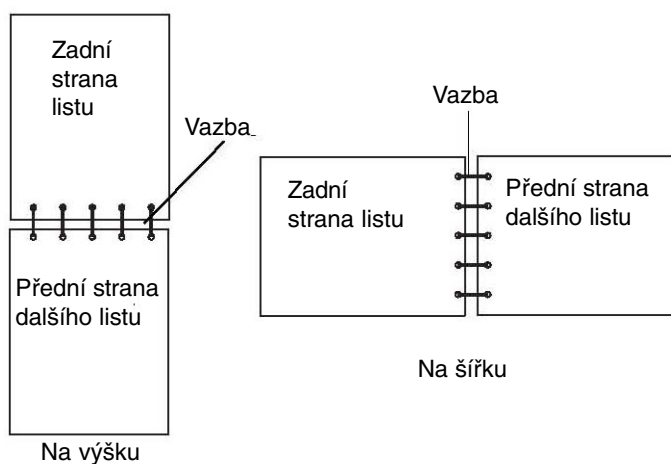 Zadní
strana
listu
Vazba
Přední strana
dalšího listu
Na výšku
Vazba
Zadní
strana listu
Přední strana
dalšího listu
Na šířku